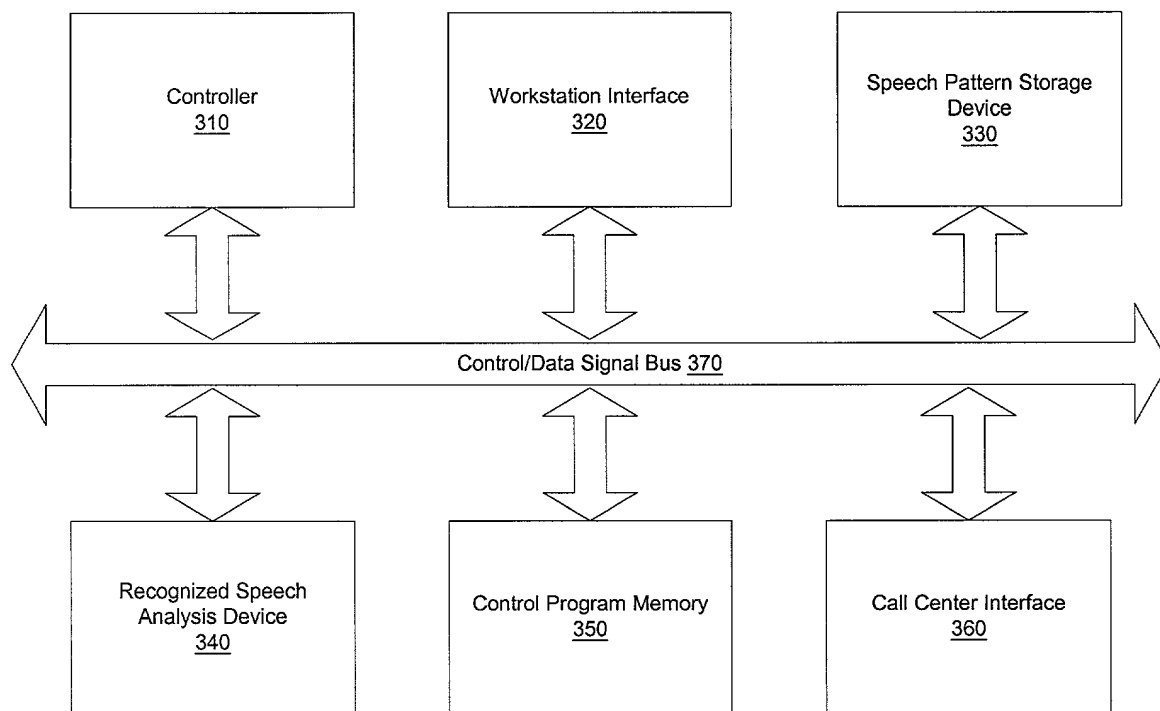 Controller
310
Workstation Interface
320
Speech Pattern Storage
Device
330
Control/Data Signal Bus 370
Recognized Speech
Analysis Device
340
Control Program Memory
350
Call Center Interface
360